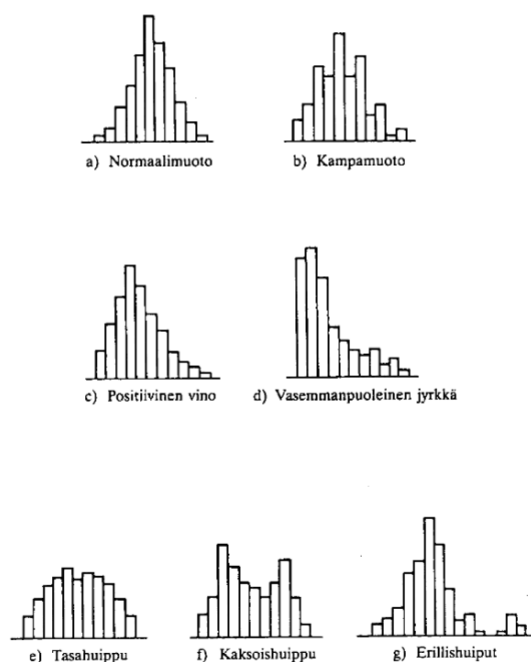 a) Normaalimuoto
b) Kampamuoto
c) Positiivinen vino
d) Vasemmanpuoleinen jyrkkä
e) Tasahuippu
f) Kaksoishuippu
g) Erillishuiput